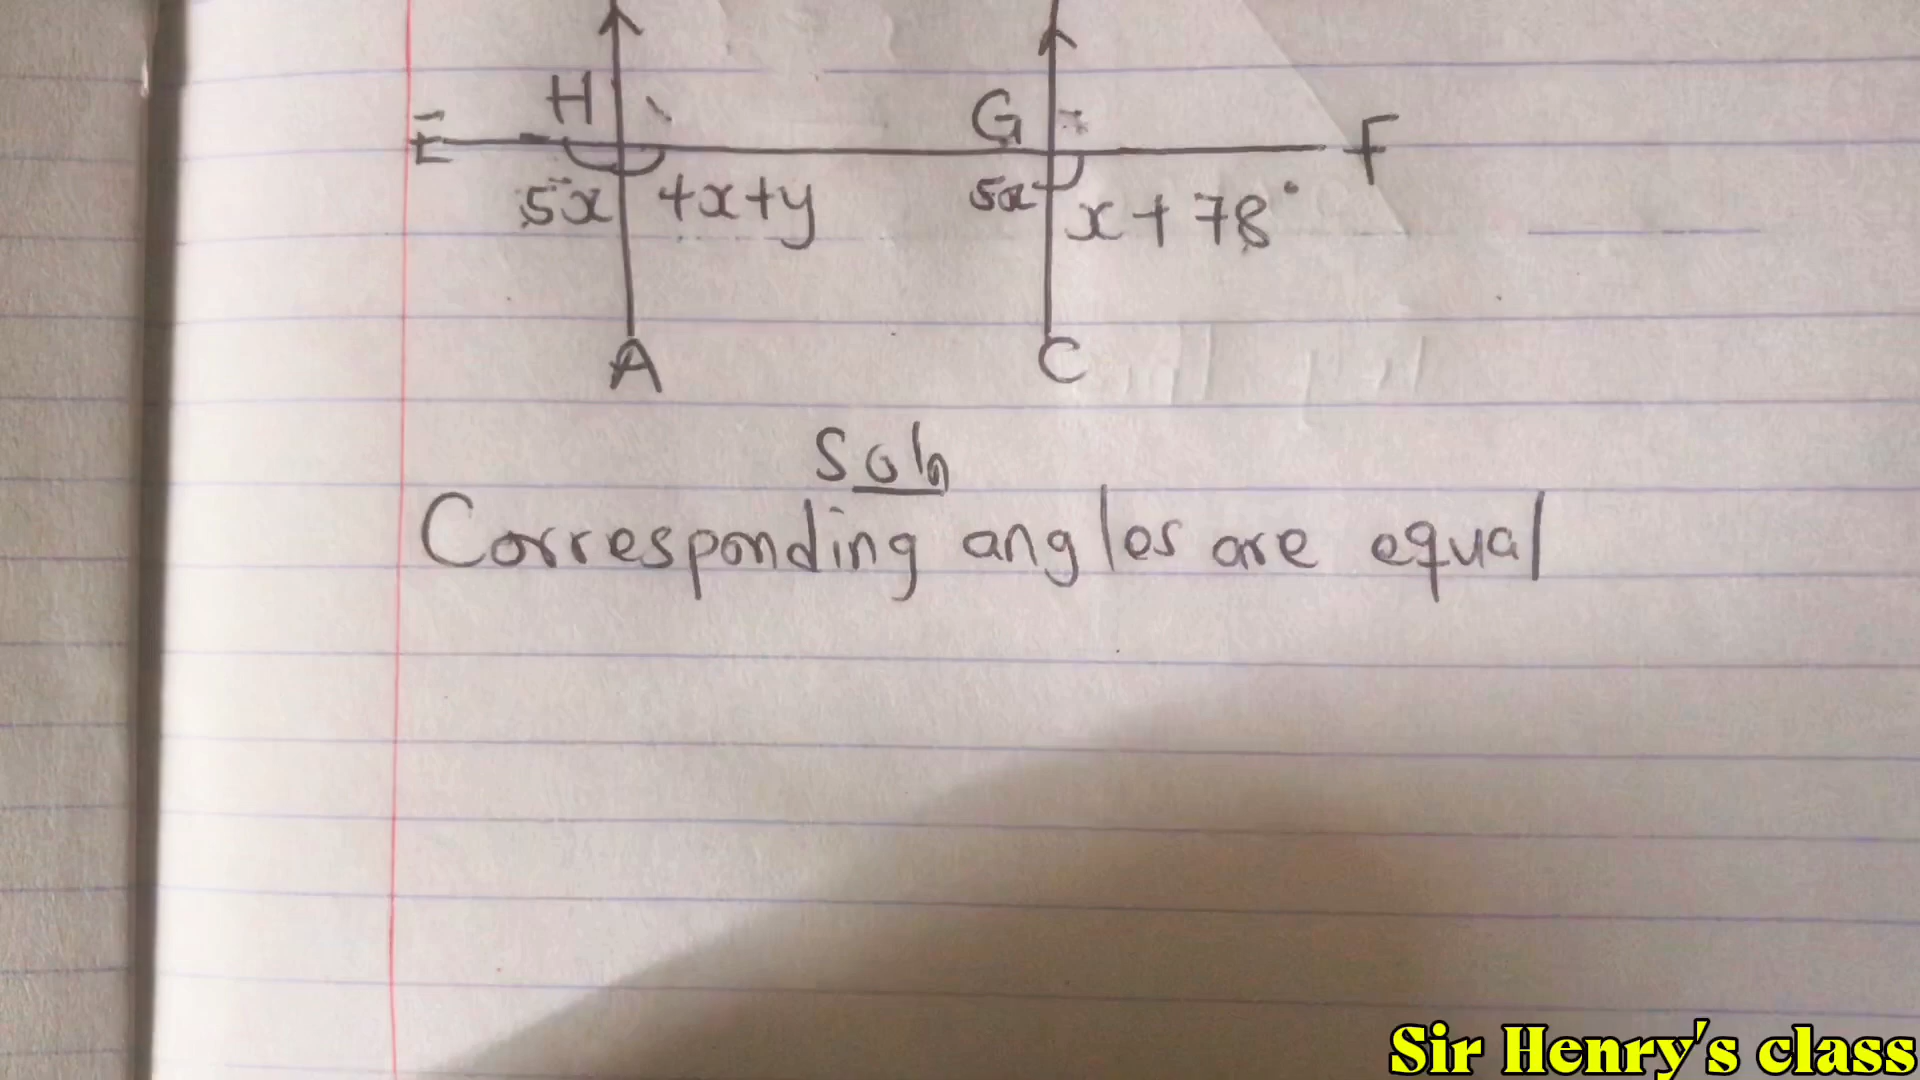 H
G
E
F
5x
4x+y
5x
x+78°
A
C
Soln
Corresponding angles are equal
Sir Henry's class